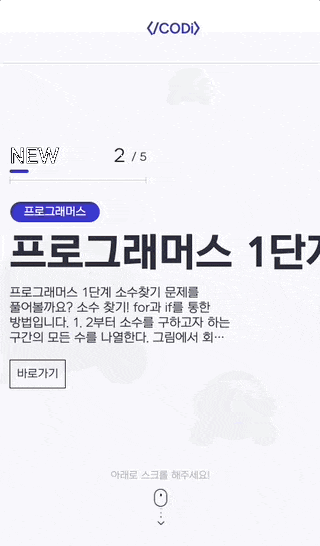 </CODi>
NEW
2 / 5
프로그래머스
프로그래머스 1단계
프로그래머스 1단계 소수찾기 문제를
풀어볼까요? 소수 찾기! for과 if를 통한
방법입니다. 1. 2부터 소수를 구하고자 하는
구간의 모든 수를 나열한다. 그림에서 회…
바로가기
아래로 스크롤 해주세요!